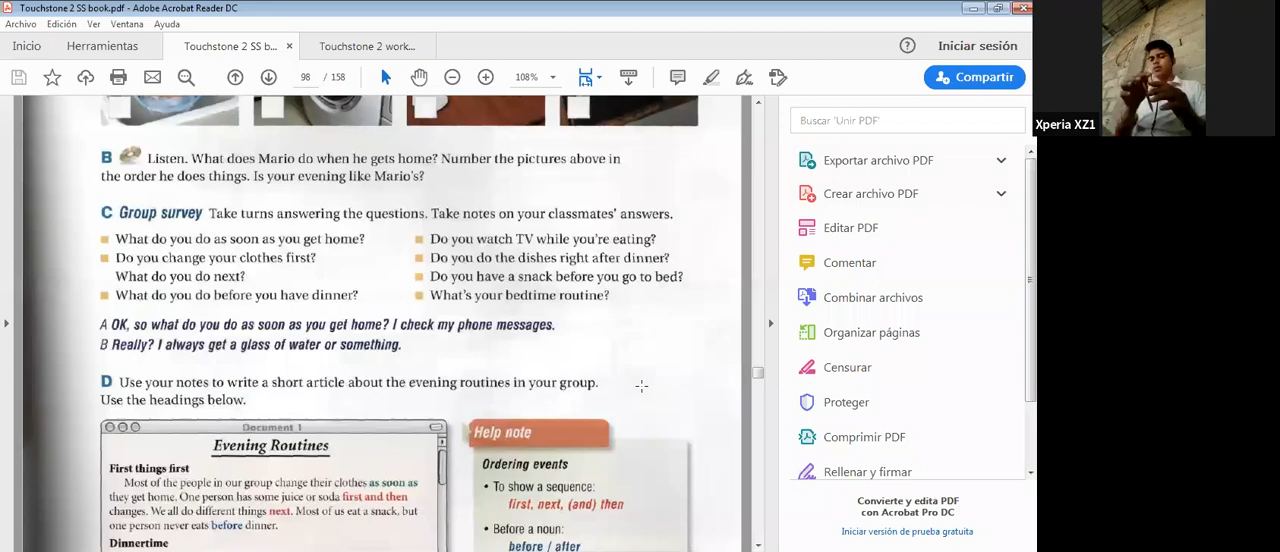 Touchstone 2 SS book.pdf - Adobe Acrobat Reader DC
Archivo Edición Ver Ventana Ayuda
Inicio Herramientas Touchstone 2 SS b... × Touchstone 2 work... Iniciar sesión
98 / 158 108% Compartir
B Listen. What does Mario do when he gets home? Number the pictures above in
the order he does things. Is your evening like Mario's?
C Group survey Take turns answering the questions. Take notes on your classmates' answers.
What do you do as soon as you get home?
Do you change your clothes first?
What do you do next?
What do you do before you have dinner?
Do you watch TV while you're eating?
Do you do the dishes right after dinner?
Do you have a snack before you go to bed?
What's your bedtime routine?
A OK, so what do you do as soon as you get home? I check my phone messages.
B Really? I always get a glass of water or something.
D Use your notes to write a short article about the evening routines in your group.
Use the headings below.
Document 1
Evening Routines
First things first
Most of the people in our group change their clothes as soon as
they get home. One person has some juice or soda first and then
changes. We all do different things next. Most of us eat a snack, but
one person never eats before dinner.
Dinnertime
Help note
Ordering events
• To show a sequence:
first, next, (and) then
• Before a noun:
before / after
Buscar 'Unir PDF'
Exportar archivo PDF
Crear archivo PDF
Editar PDF
Comentar
Combinar archivos
Organizar páginas
Censurar
Proteger
Comprimir PDF
Rellenar y firmar
Convierte y edita PDF
con Acrobat Pro DC
Iniciar versión de prueba gratuita
Xperia XZ1